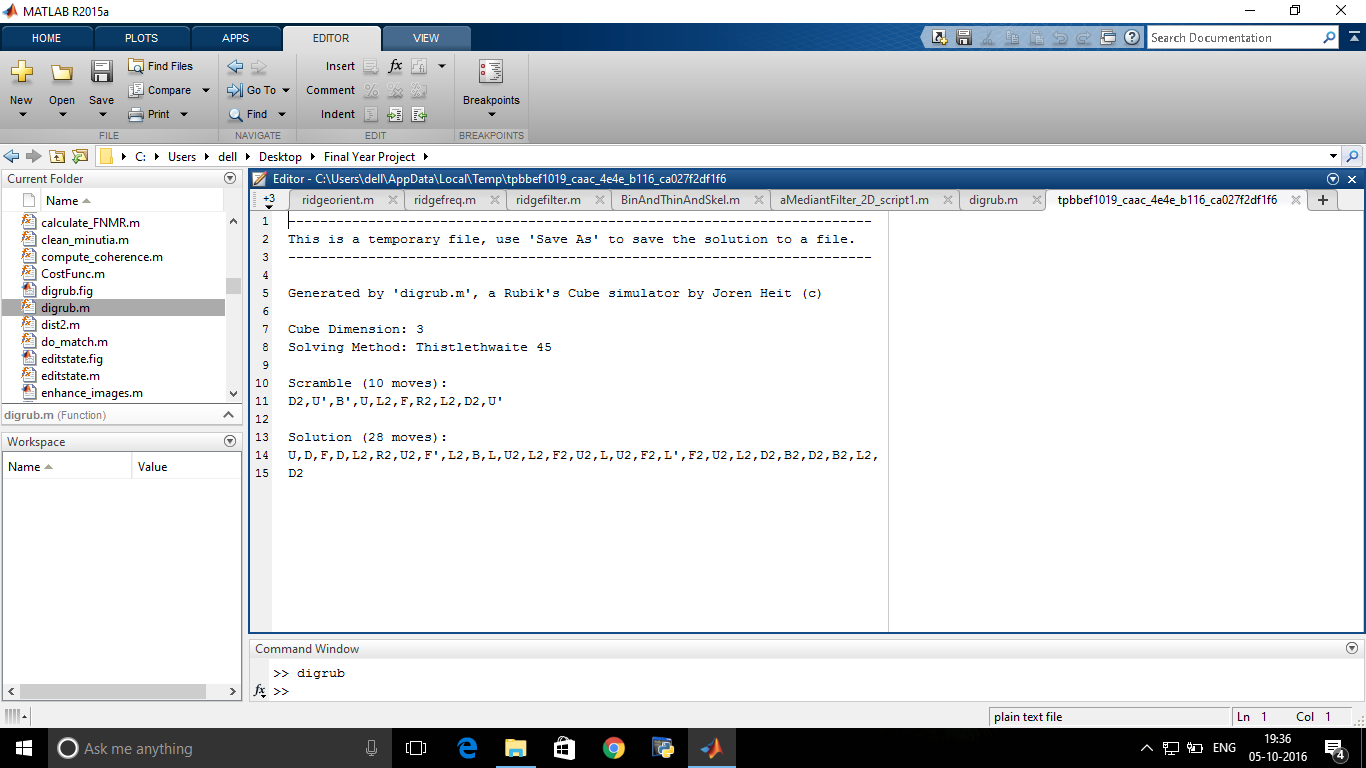 MATLAB R2015a
HOME PLOTS APPS EDITOR VIEW
Search Documentation
New Open Save Find Files Compare Print
Go To Find
Insert fx
Comment
Indent
Breakpoints
FILE NAVIGATE EDIT BREAKPOINTS
C: Users dell Desktop Final Year Project
Current Folder
Name
calculate_FNMR.m
clean_minutia.m
compute_coherence.m
CostFunc.m
digrub.fig
digrub.m
dist2.m
do_match.m
editstate.fig
editstate.m
enhance_images.m
digrub.m (Function)
Workspace
Name Value
Editor - C:\Users\dell\AppData\Local\Temp\tpbbef1019_caac_4e4e_b116_ca027f2df1f6
+3 ridgeorient.m ridgefreq.m ridgefilter.m BinAndThinAndSkel.m aMediantFilter_2D_script1.m digrub.m tpbbef1019_caac_4e4e_b116_ca027f2df1f6
1 ----------------------------------------------------------------------------
2 This is a temporary file, use 'Save As' to save the solution to a file.
3 ----------------------------------------------------------------------------
4
5 Generated by 'digrub.m', a Rubik's Cube simulator by Joren Heit (c)
6
7 Cube Dimension: 3
8 Solving Method: Thistlethwaite 45
9
10 Scramble (10 moves):
11 D2,U',B',U,L2,F,R2,L2,D2,U'
12
13 Solution (28 moves):
14 U,D,F,D,L2,R2,U2,F',L2,B,L,U2,L2,F2,U2,L,U2,F2,L',F2,U2,L2,D2,B2,D2,B2,L2,
15 D2
Command Window
>> digrub
fx >>
plain text file Ln 1 Col 1
Ask me anything
ENG
19:36
05-10-2016
4